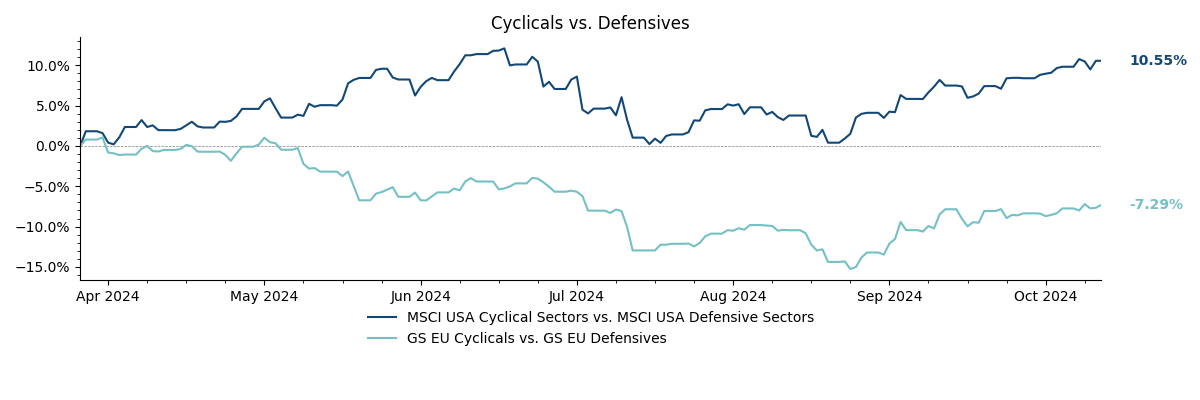 Cyclicals vs. Defensives
10.0%
5.0%
0.0%
−5.0%
−10.0%
−15.0%
10.55%
-7.29%
Apr 2024 May 2024 Jun 2024 Jul 2024 Aug 2024 Sep 2024 Oct 2024
MSCI USA Cyclical Sectors vs. MSCI USA Defensive Sectors
GS EU Cyclicals vs. GS EU Defensives